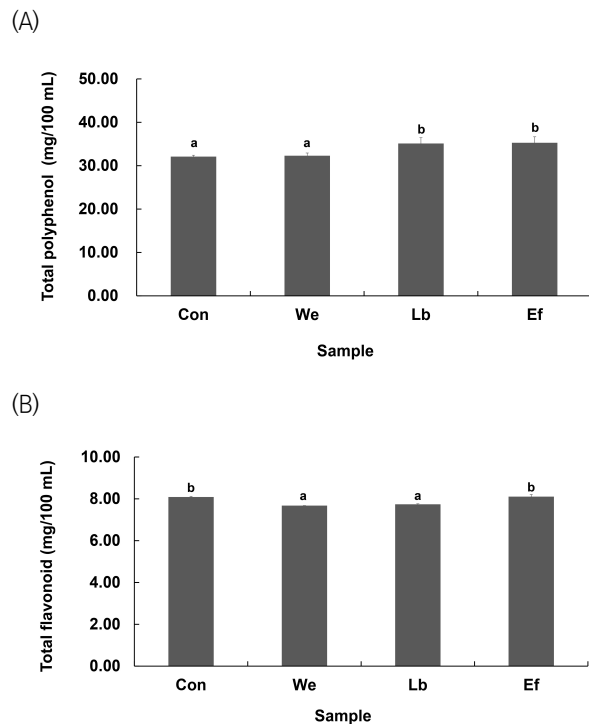 (A)
Total polyphenol (mg/100 mL)
50.00
40.00
30.00
20.00
10.00
0.00
a a b b
Con We Lb Ef
Sample
(B)
Total flavonoid (mg/100 mL)
10.00
8.00
6.00
4.00
2.00
0.00
b a a b
Con We Lb Ef
Sample